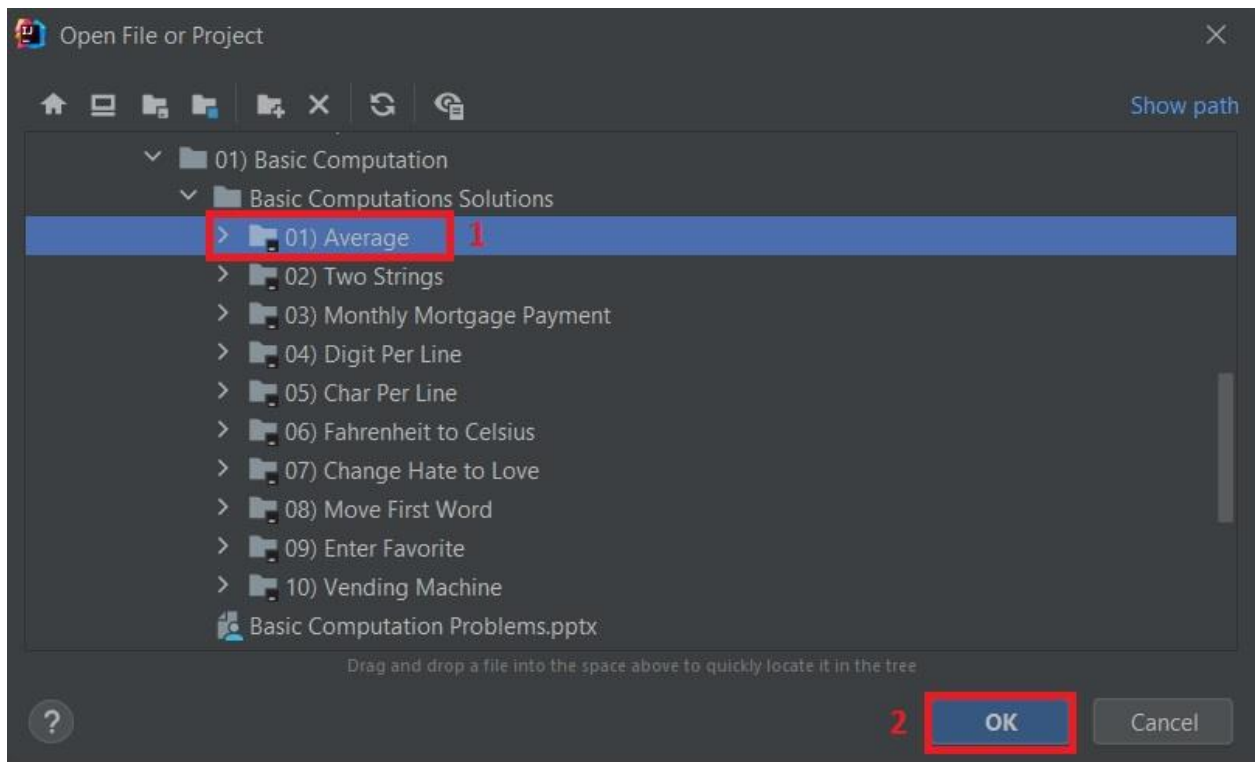 Open File or Project
Show path
01) Basic Computation
Basic Computations Solutions
01) Average 1
02) Two Strings
03) Monthly Mortgage Payment
04) Digit Per Line
05) Char Per Line
06) Fahrenheit to Celsius
07) Change Hate to Love
08) Move First Word
09) Enter Favorite
10) Vending Machine
Basic Computation Problems.pptx
Drag and drop a file into the space above to quickly locate it in the tree
? 2 OK Cancel